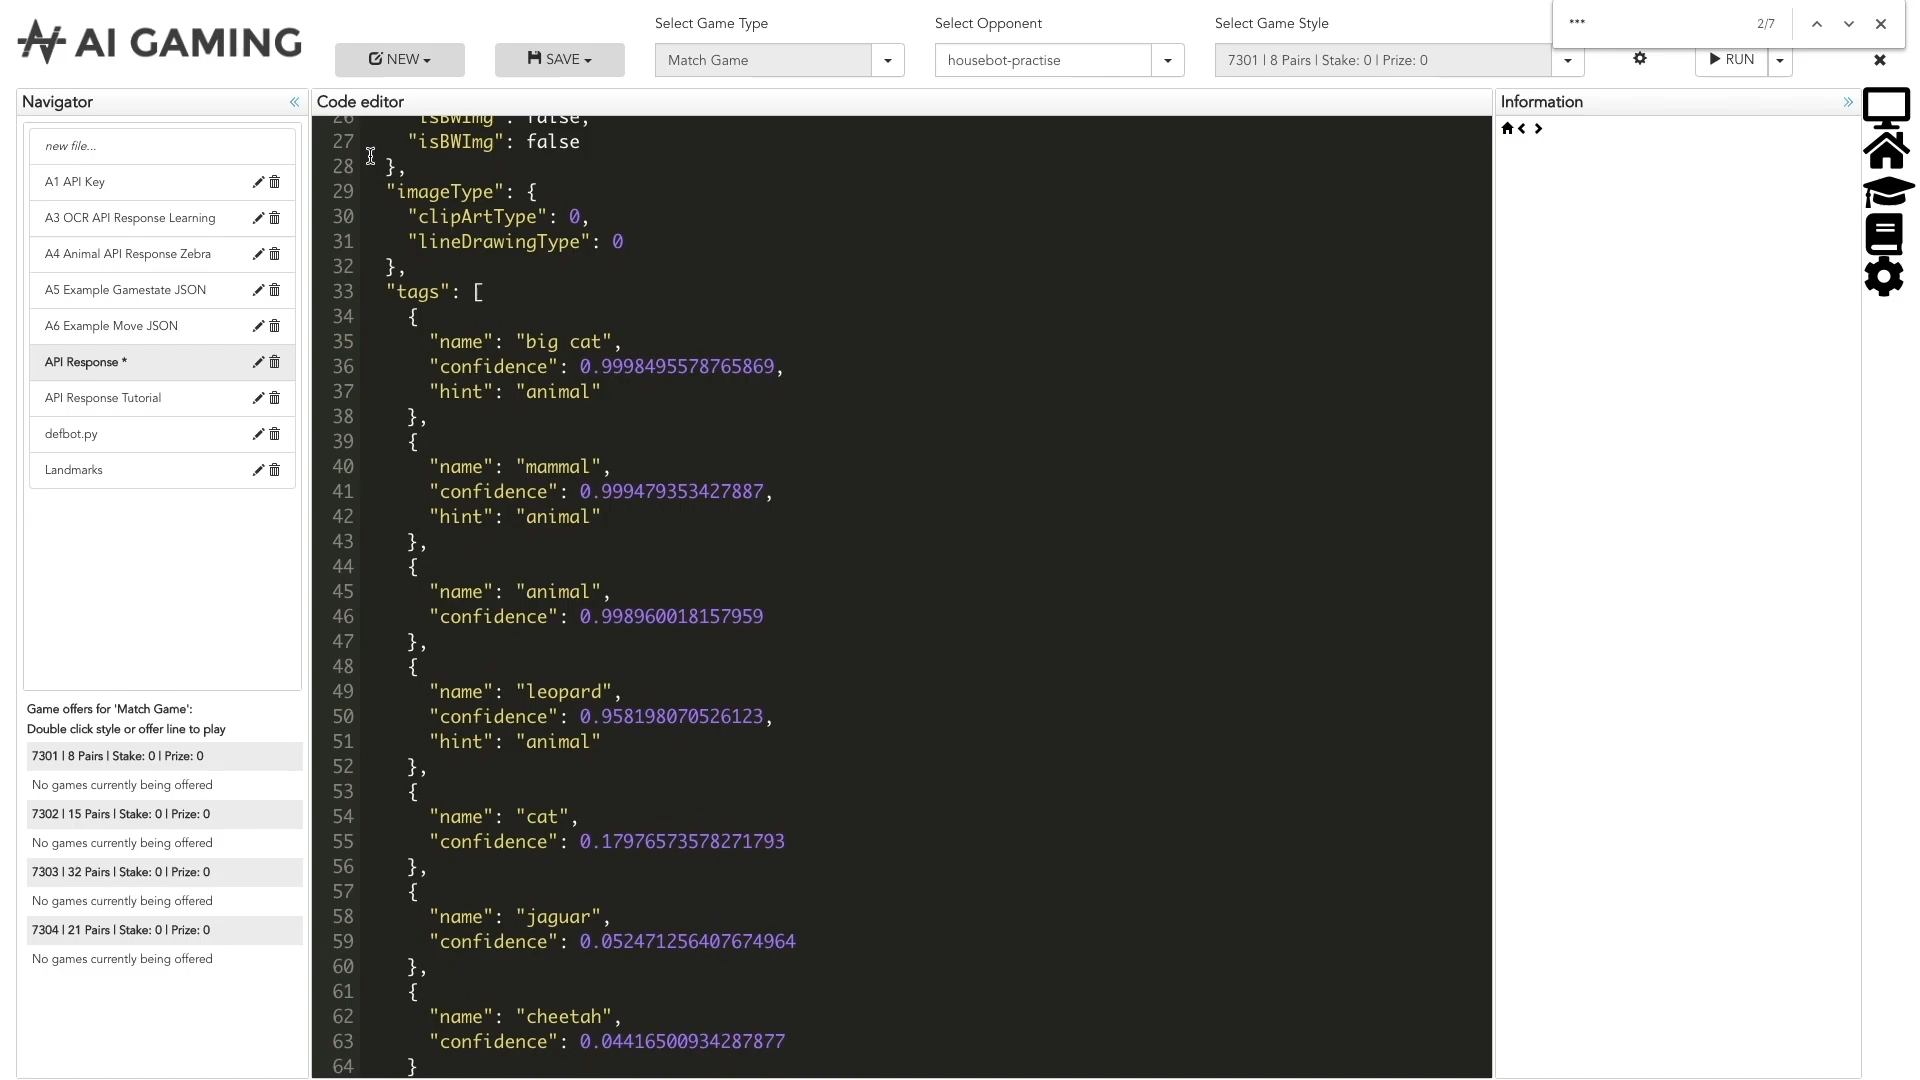 AI GAMING
NEW
SAVE
Select Game Type
Match Game
Select Opponent
housebot-practise
Select Game Style
7301 | 8 Pairs | Stake: 0 | Prize: 0
***
2/7
RUN
Navigator
new file...
A1 API Key
A3 OCR API Response Learning
A4 Animal API Response Zebra
A5 Example Gamestate JSON
A6 Example Move JSON
API Response *
API Response Tutorial
defbot.py
Landmarks
Game offers for 'Match Game':
Double click style or offer line to play
7301 | 8 Pairs | Stake: 0 | Prize: 0
No games currently being offered
7302 | 15 Pairs | Stake: 0 | Prize: 0
No games currently being offered
7303 | 32 Pairs | Stake: 0 | Prize: 0
No games currently being offered
7304 | 21 Pairs | Stake: 0 | Prize: 0
No games currently being offered
Code editor
26 "isBWImg": false,
27 "isBWImg": false
28 },
29 "imageType": {
30 "clipArtType": 0,
31 "lineDrawingType": 0
32 },
33 "tags": [
34 {
35 "name": "big cat",
36 "confidence": 0.9998495578765869,
37 "hint": "animal"
38 },
39 {
40 "name": "mammal",
41 "confidence": 0.999479353427887,
42 "hint": "animal"
43 },
44 {
45 "name": "animal",
46 "confidence": 0.998960018157959
47 },
48 {
49 "name": "leopard",
50 "confidence": 0.958198070526123,
51 "hint": "animal"
52 },
53 {
54 "name": "cat",
55 "confidence": 0.17976573578271793
56 },
57 {
58 "name": "jaguar",
59 "confidence": 0.052471256407674964
60 },
61 {
62 "name": "cheetah",
63 "confidence": 0.04416500934287877
64 }
Information